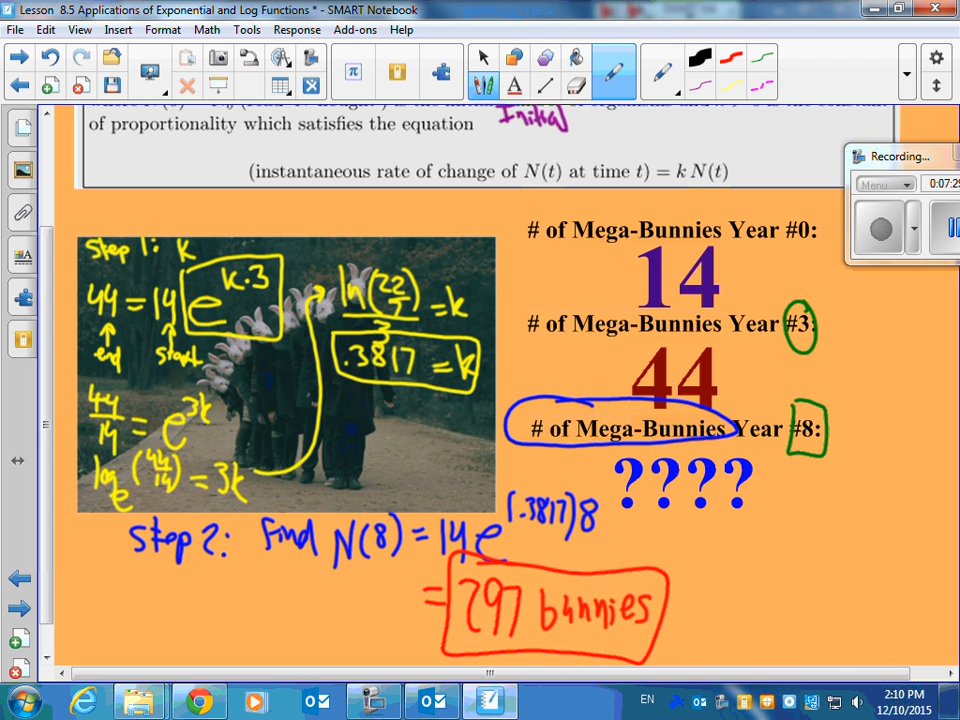 Lesson 8.5 Applications of Exponential and Log Functions * - SMART Notebook
File Edit View Insert Format Math Tools Response Add-ons Help
of proportionality which satisfies the equation
Initial
(instantaneous rate of change of N(t) at time t) = k N(t)
Recording...
Menu
0:07:29
# of Mega-Bunnies Year #0:
14
# of Mega-Bunnies Year #3:
44
# of Mega-Bunnies Year #8:
????
Step 1: k
44 = 14 e^{k·3}
end start
44/14 = e^{3k}
log_e (44/14) = 3k
ln(22/7)/3 = k
.3817 = k
Step 2: Find N(8) = 14 e^{(.3817)8}
= 297 bunnies
EN
2:10 PM
12/10/2015